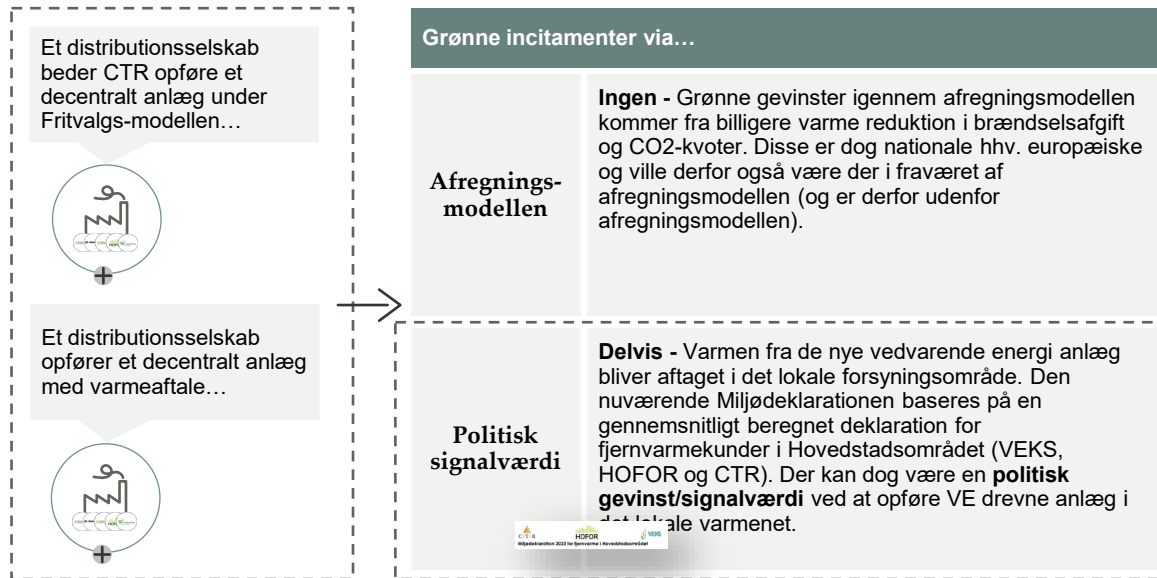 Et distributionsselskab
beder CTR opføre et
decentralt anlæg under
Fritvalgs-modellen…
Et distributionsselskab
opfører et decentralt anlæg
med varmeaftale…
Grønne incitamenter via…
Afregnings-
modellen
Ingen - Grønne gevinster igennem afregningsmodellen
kommer fra billigere varme reduktion i brændselsafgift
og CO2-kvoter. Disse er dog nationale hhv. europæiske
og ville derfor også være der i fraværet af
afregningsmodellen (og er derfor udenfor
afregningsmodellen).
Politisk
signalværdi
Delvis - Varmen fra de nye vedvarende energi anlæg
bliver aftaget i det lokale forsyningsområde. Den
nuværende Miljødeklarationen baseres på en
gennemsnitligt beregnet deklaration for
fjernvarmekunder i Hovedstadsområdet (VEKS,
HOFOR og CTR). Der kan dog være en politisk
gevinst/signalværdi ved at opføre VE drevne anlæg i
varmenet.
CTR HOFOR VEKS
Miljødeklaration 2023 for fjernvarme i Hovedstadsområdet